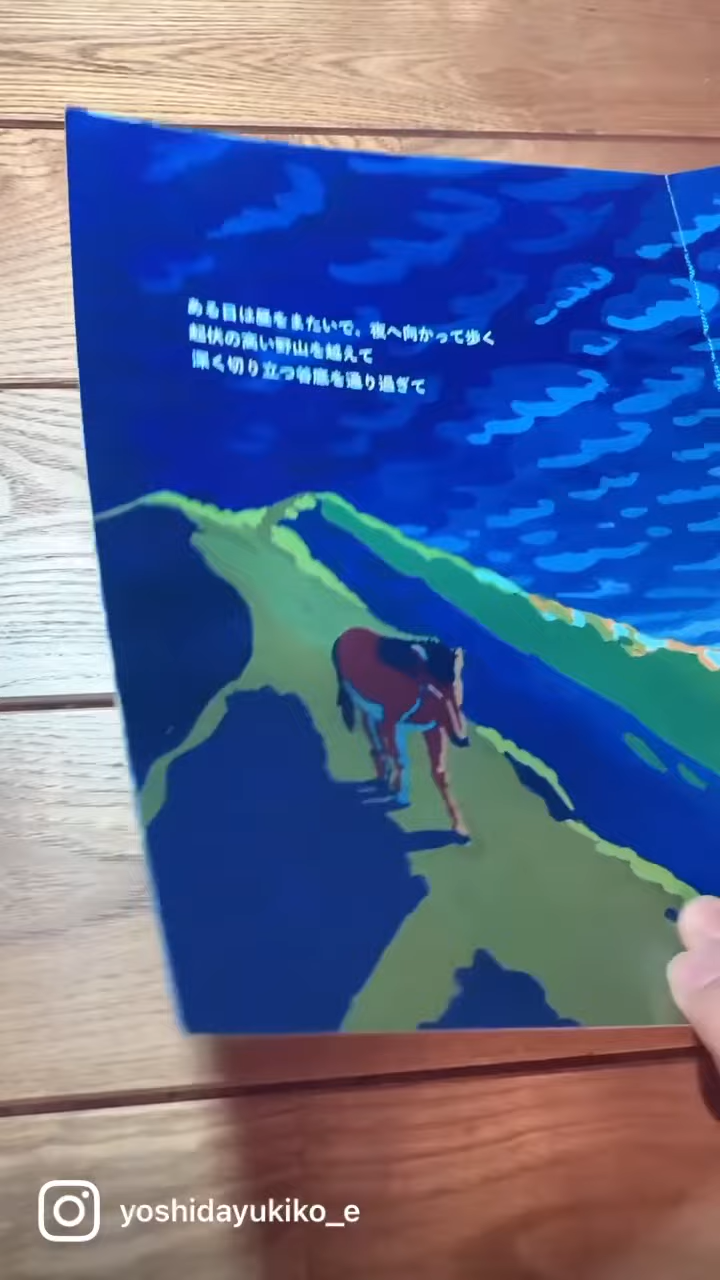 ある日は昼をまたいで、夜へ向かって歩く
起伏の高い野山を越えて
深く切り立つ谷底を通り過ぎて
yoshidayukiko_e